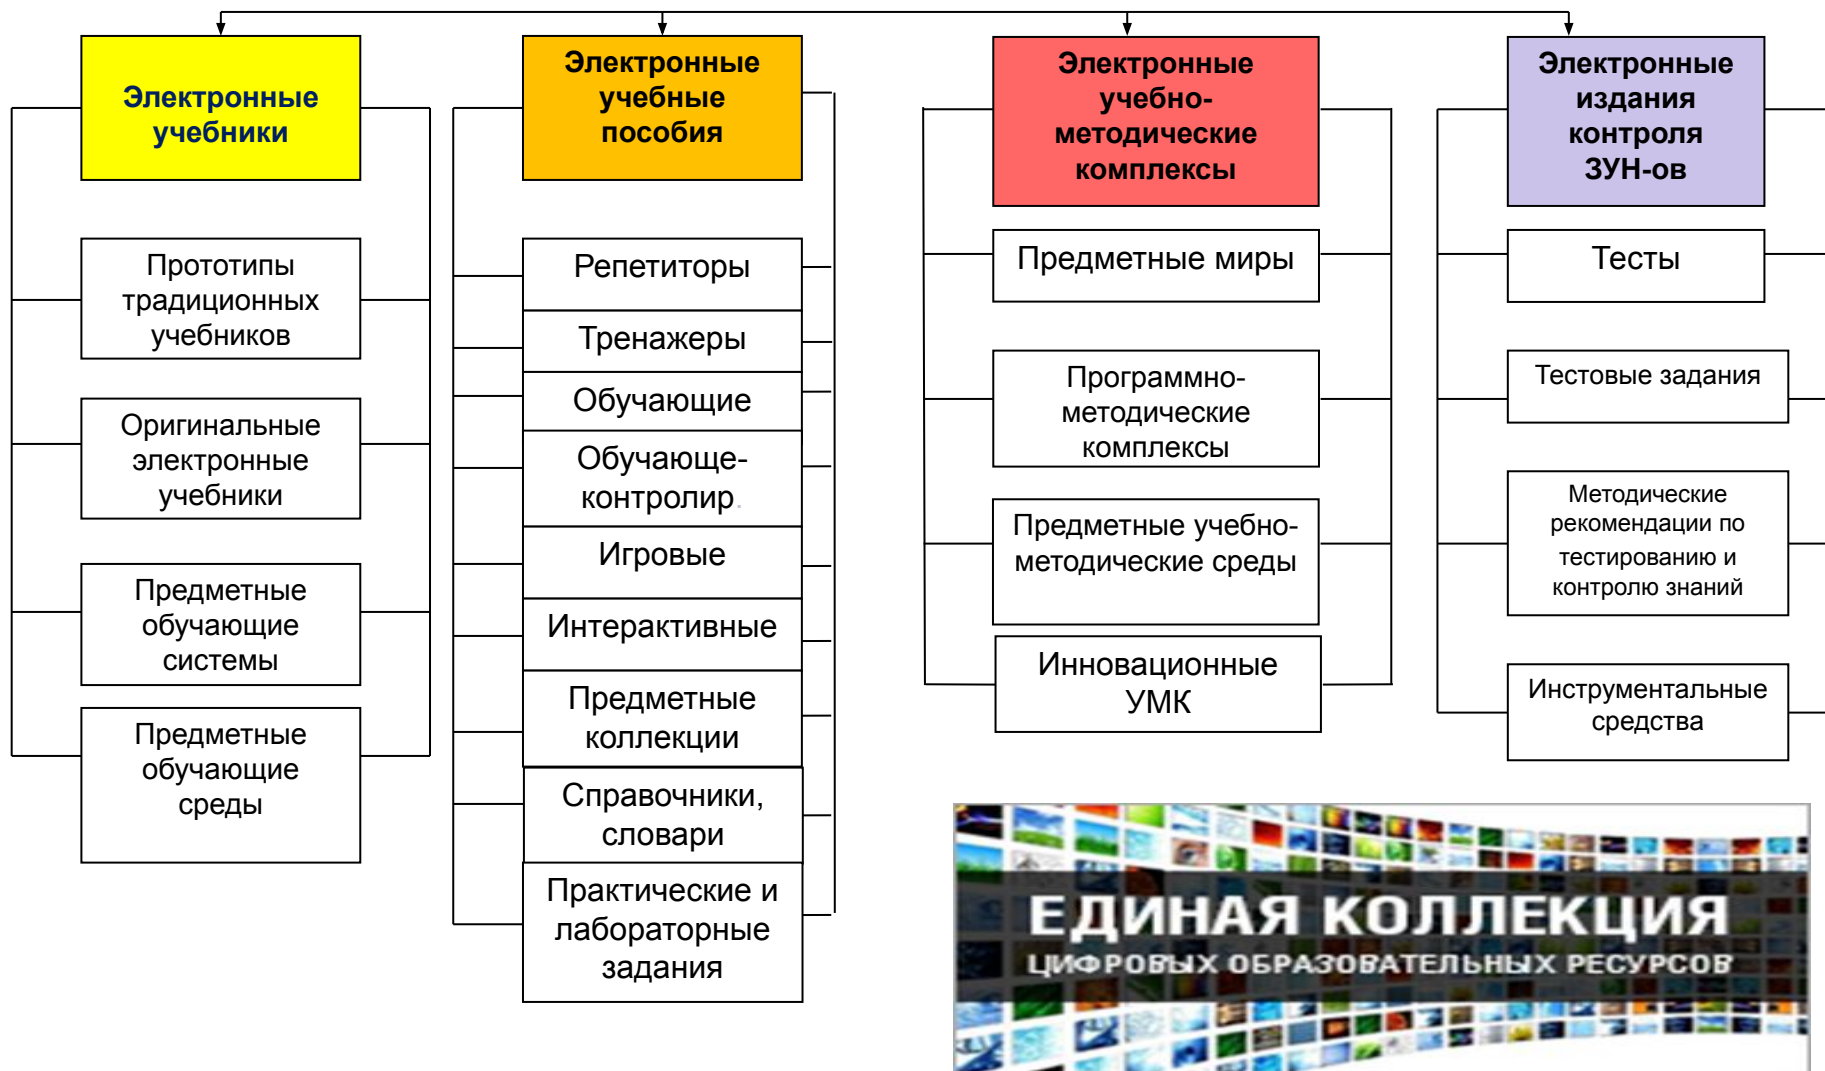 Электронные
учебники
Прототипы
традиционных
учебников
Оригинальные
электронные
учебники
Предметные
обучающие
системы
Предметные
обучающие
среды
Электронные
учебные
пособия
Репетиторы
Тренажеры
Обучающие
Обучающе-
контролир.
Игровые
Интерактивные
Предметные
коллекции
Справочники,
словари
Практические и
лабораторные
задания
Электронные
учебно-
методические
комплексы
Предметные миры
Программно-
методические
комплексы
Предметные учебно-
методические среды
Инновационные
УМК
Электронные
издания
контроля
ЗУН-ов
Тесты
Тестовые задания
Методические
рекомендации по
тестированию и
контролю знаний
Инструментальные
средства
ЕДИНАЯ КОЛЛЕКЦИЯ
ЦИФРОВЫХ ОБРАЗОВАТЕЛЬНЫХ РЕСУРСОВ